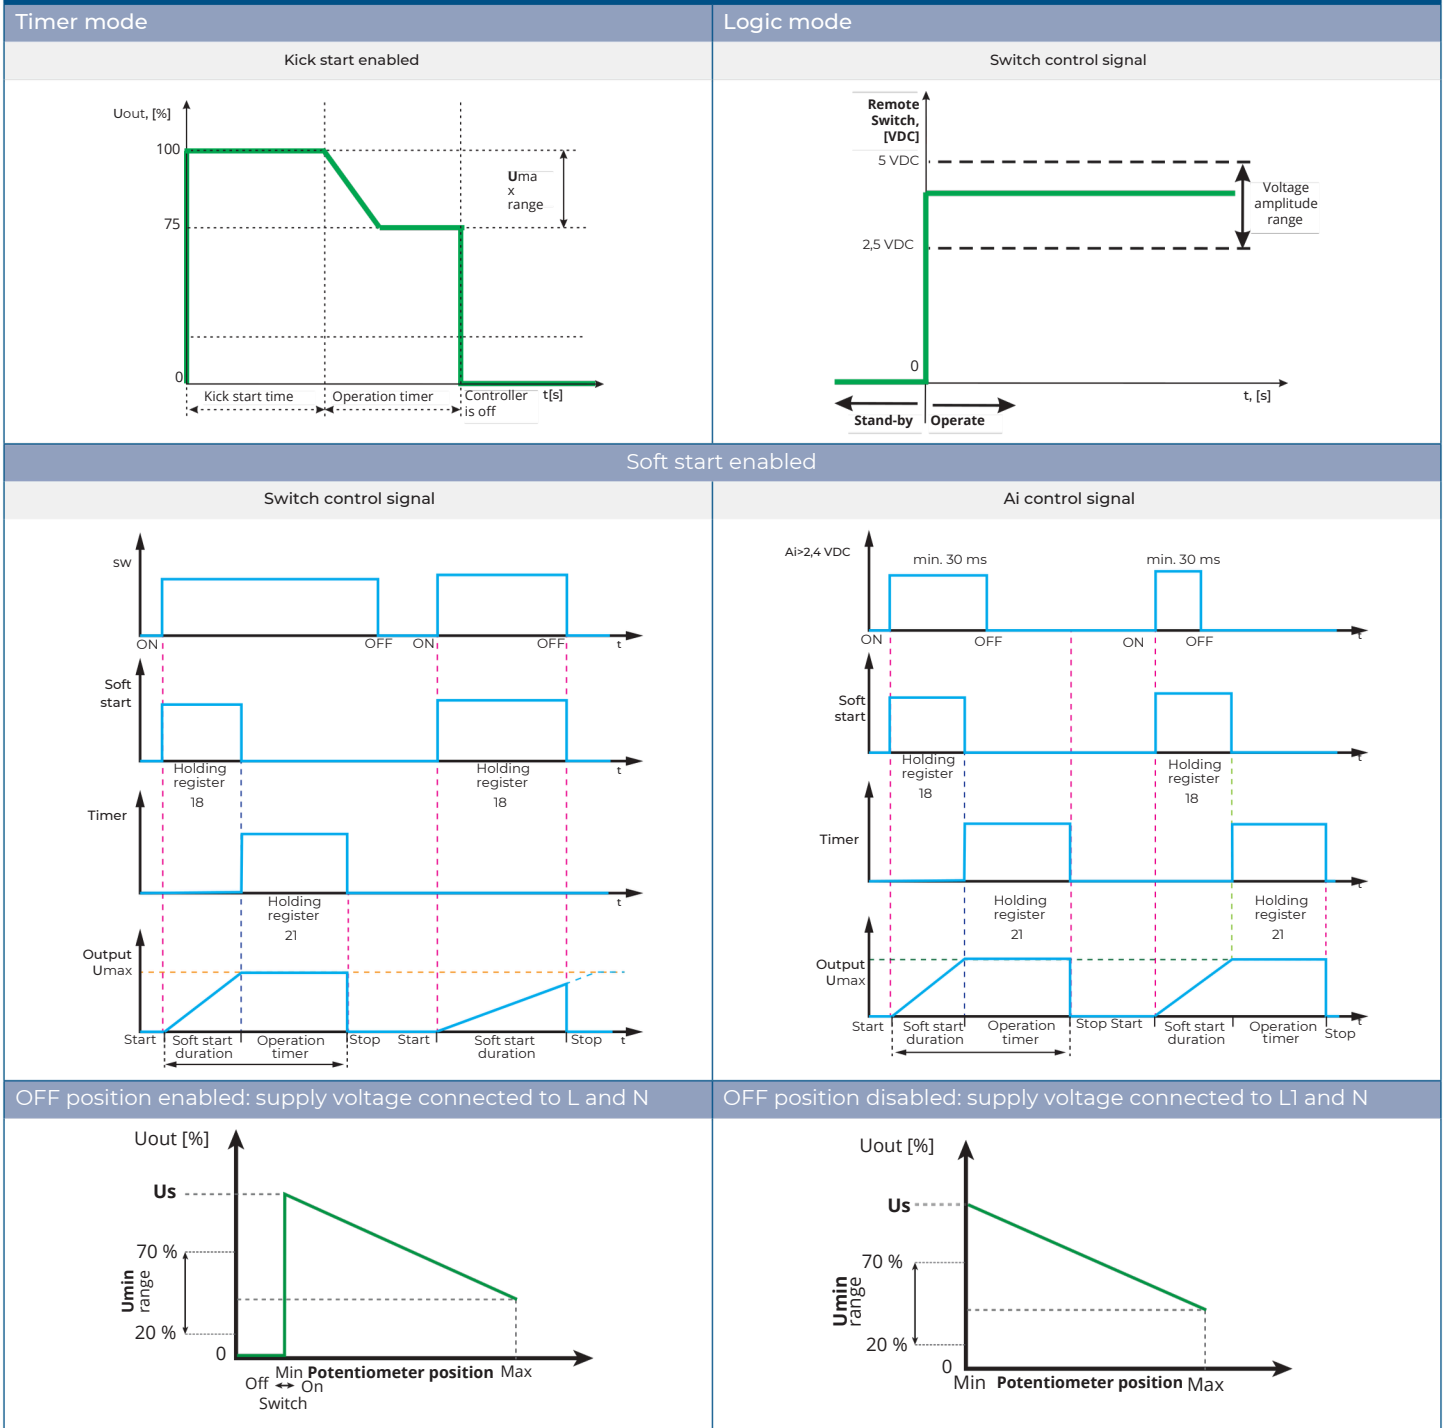 Timer mode
Logic mode
Kick start enabled
Switch control signal
Uout, [%]
100
75
0
Uma
x
range
Kick start time
Operation timer
Controller
is off
t[s]
Remote
Switch,
[VDC]
5 VDC
2,5 VDC
0
Voltage
amplitude
range
t, [s]
Stand-by
Operate
Soft start enabled
Switch control signal
Ai control signal
sw
ON
OFF
ON
OFF
t
Soft
start
Holding
register
18
Holding
register
18
t
Timer
Holding
register
21
t
Output
Umax
Start
Soft start
duration
Operation
timer
Stop
Start
Soft start
duration
Stop
t
Ai>2,4 VDC
min. 30 ms
min. 30 ms
ON
OFF
ON
OFF
t
Soft
start
Holding
register
18
Holding
register
18
t
Timer
Holding
register
21
Holding
register
21
Output
Umax
Start
Soft start
duration
Operation
timer
Stop Start
Soft start
duration
Operation
timer
Stop
t
OFF position enabled: supply voltage connected to L and N
OFF position disabled: supply voltage connected to L1 and N
Uout [%]
Us
70 %
Umin
range
20 %
0
Min Potentiometer position Max
Off ↔ On
Switch
Uout [%]
Us
70 %
Umin
range
20 %
0
Min Potentiometer position Max